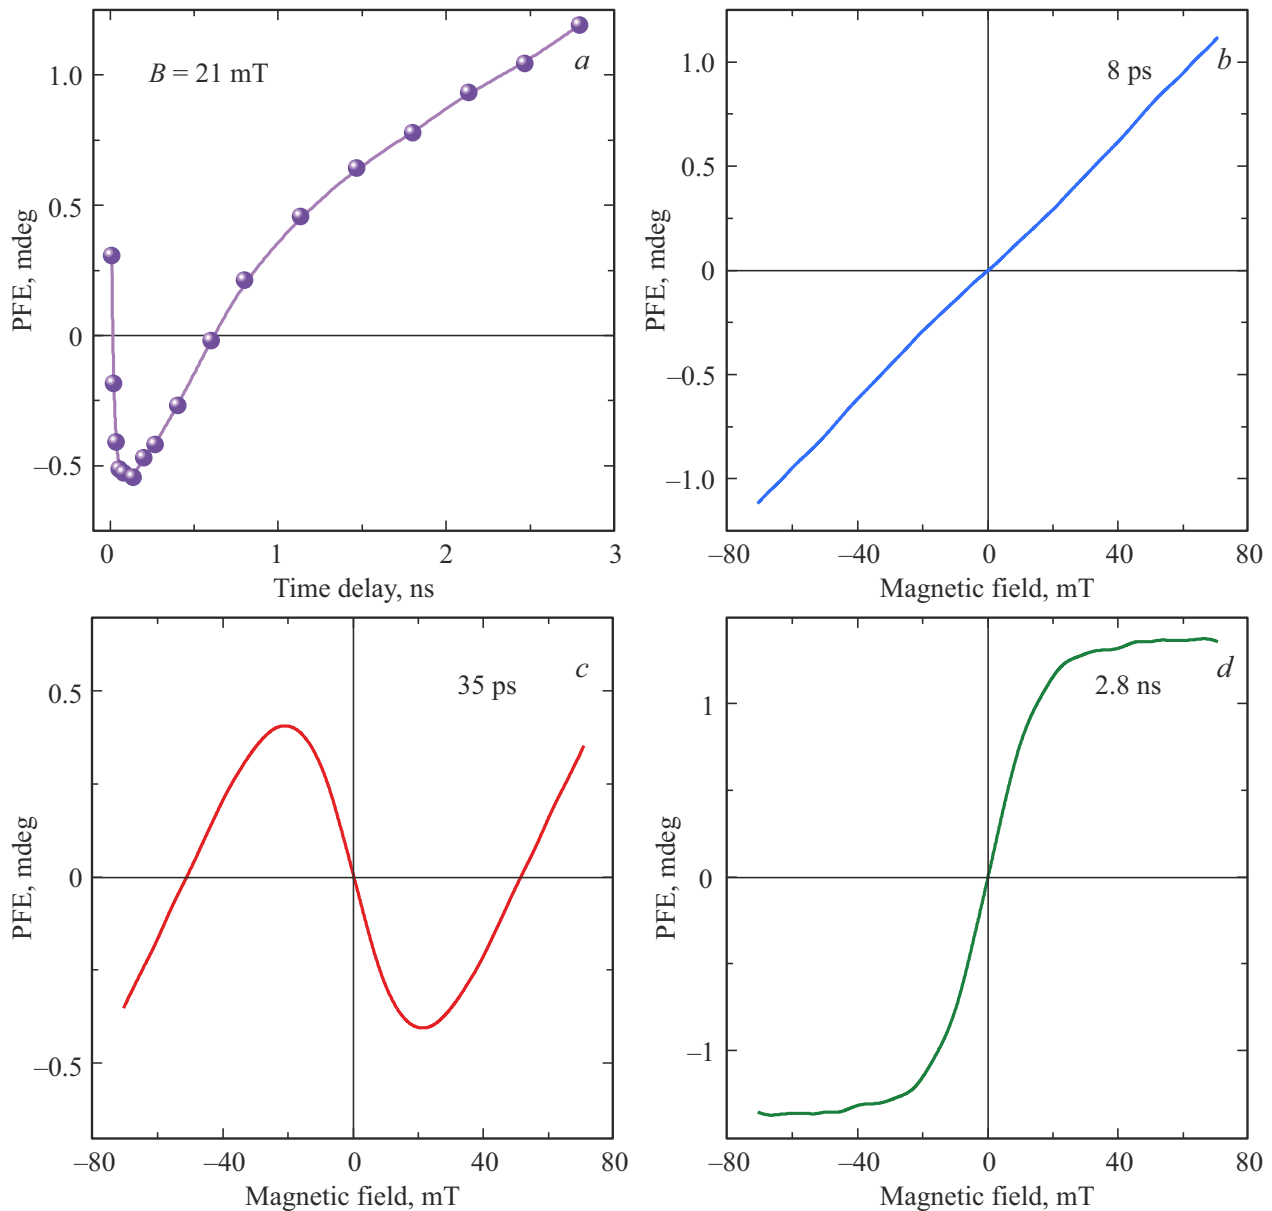 B = 21 mT
a
1.0
0.5
0
–0.5
PFE, mdeg
0
1
2
3
Time delay, ns
8 ps
b
1.0
0.5
0
–0.5
–1.0
PFE, mdeg
–80
–40
0
40
80
Magnetic field, mT
35 ps
c
0.5
0
–0.5
PFE, mdeg
–80
–40
0
40
80
Magnetic field, mT
2.8 ns
d
1
0
–1
PFE, mdeg
–80
–40
0
40
80
Magnetic field, mT